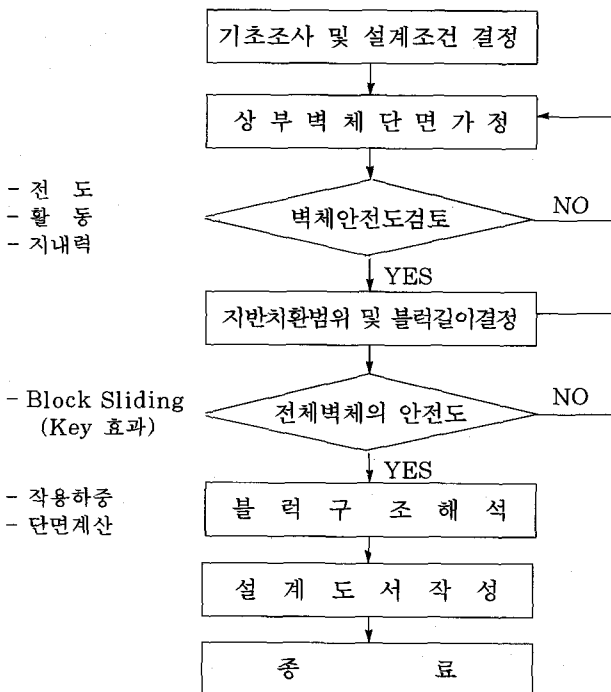 기초조사 및 설계조건 결정
상 부 벽 체 단 면 가 정
- 전 도
- 활 동
- 지내력
벽체안전도검토
NO
YES
지반치환범위 및 블럭길이결정
- Block Sliding
(Key 효과)
전체벽체의 안전도
NO
YES
- 작용하중
- 단면계산
블 럭 구 조 해 석
설 계 도 서 작 성
종 료